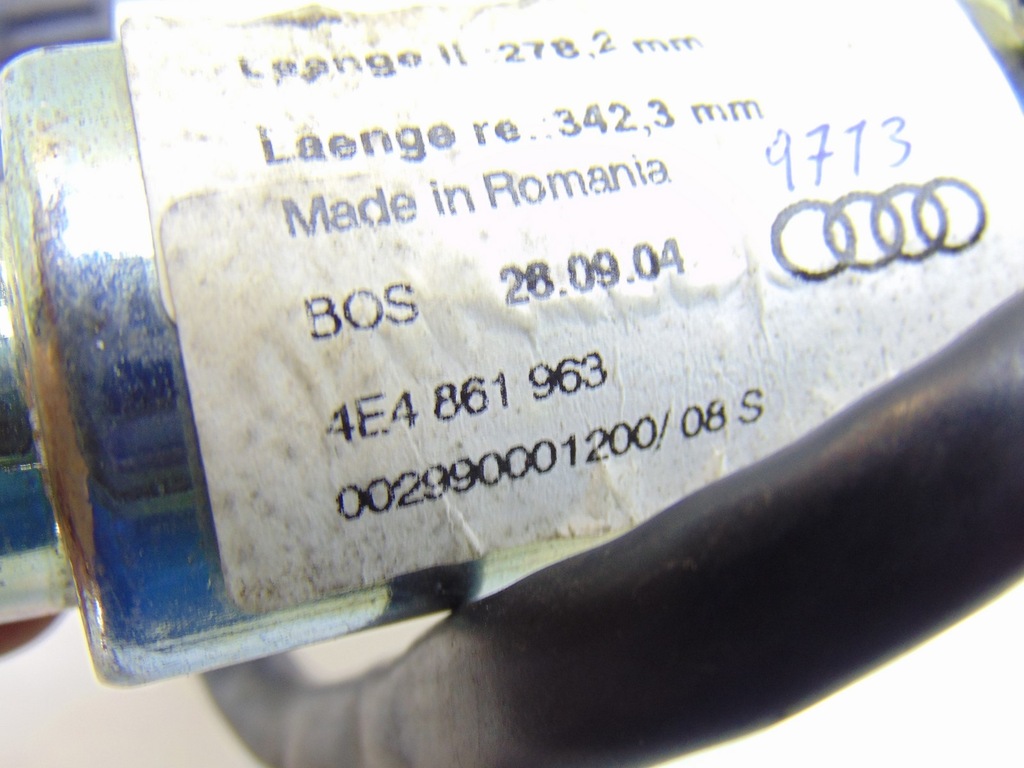 Laenge li.:278,2 mm
Laenge re.:342,3 mm
9713
Made in Romania
BOS 28.09.04
4E4 861 963
002990001200/ 08 S